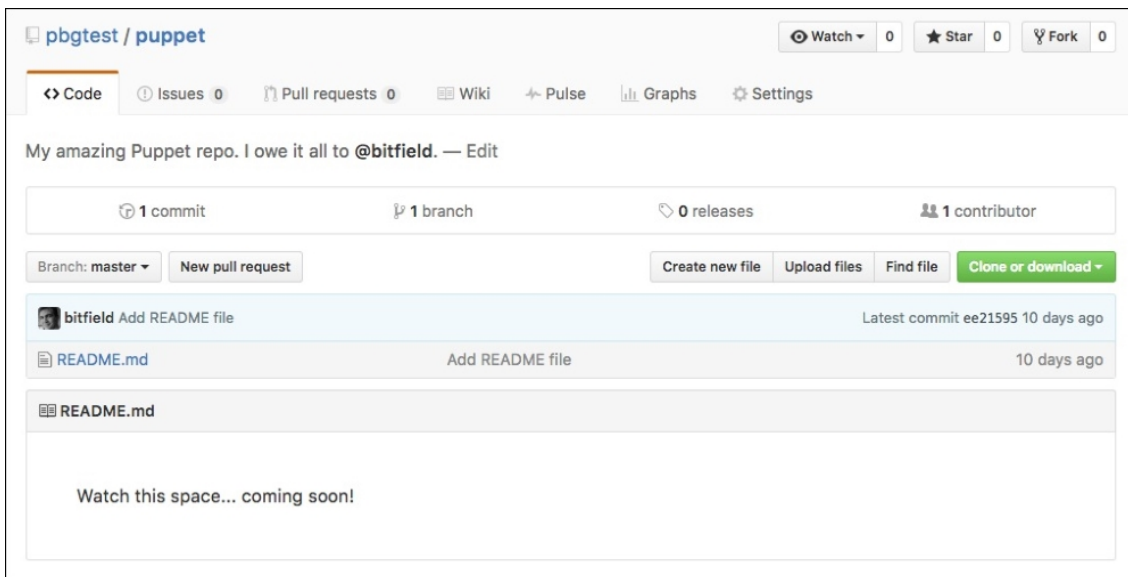 pbgtest / puppet Watch 0 Star 0 Fork 0
<> Code Issues 0 Pull requests 0 Wiki Pulse Graphs Settings
My amazing Puppet repo. I owe it all to @bitfield. — Edit
1 commit 1 branch 0 releases 1 contributor
Branch: master New pull request Create new file Upload files Find file Clone or download
bitfield Add README file Latest commit ee21595 10 days ago
README.md Add README file 10 days ago
README.md
Watch this space... coming soon!